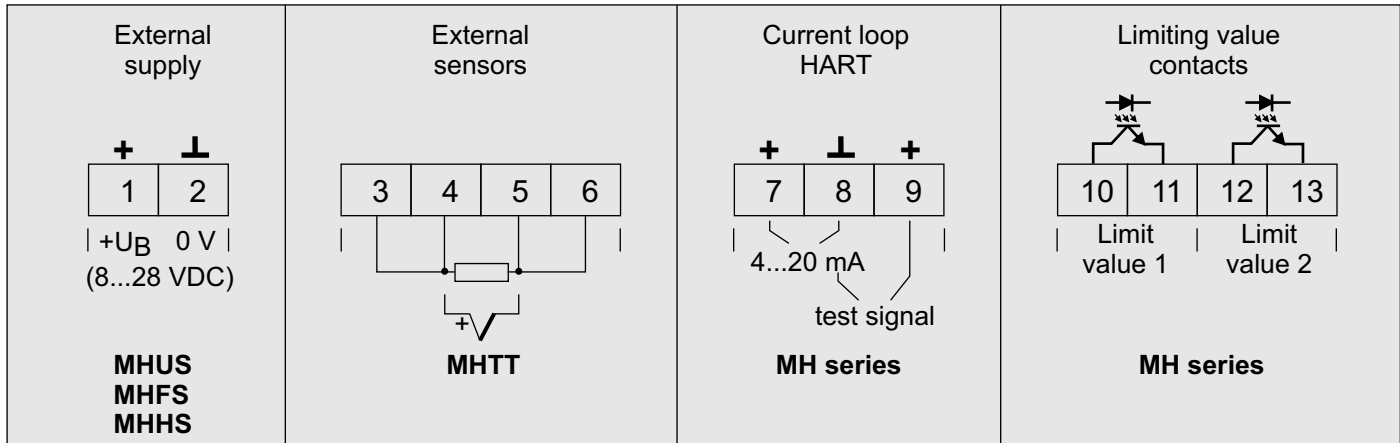 External
supply
+ ⊥
1 2
+UB 0 V
(8...28 VDC)
MHUS
MHFS
MHHS
External
sensors
3 4 5 6
+
MHTT
Current loop
HART
+ ⊥ +
7 8 9
4...20 mA
test signal
MH series
Limiting value
contacts
10 11 12 13
Limit Limit
value 1 value 2
MH series